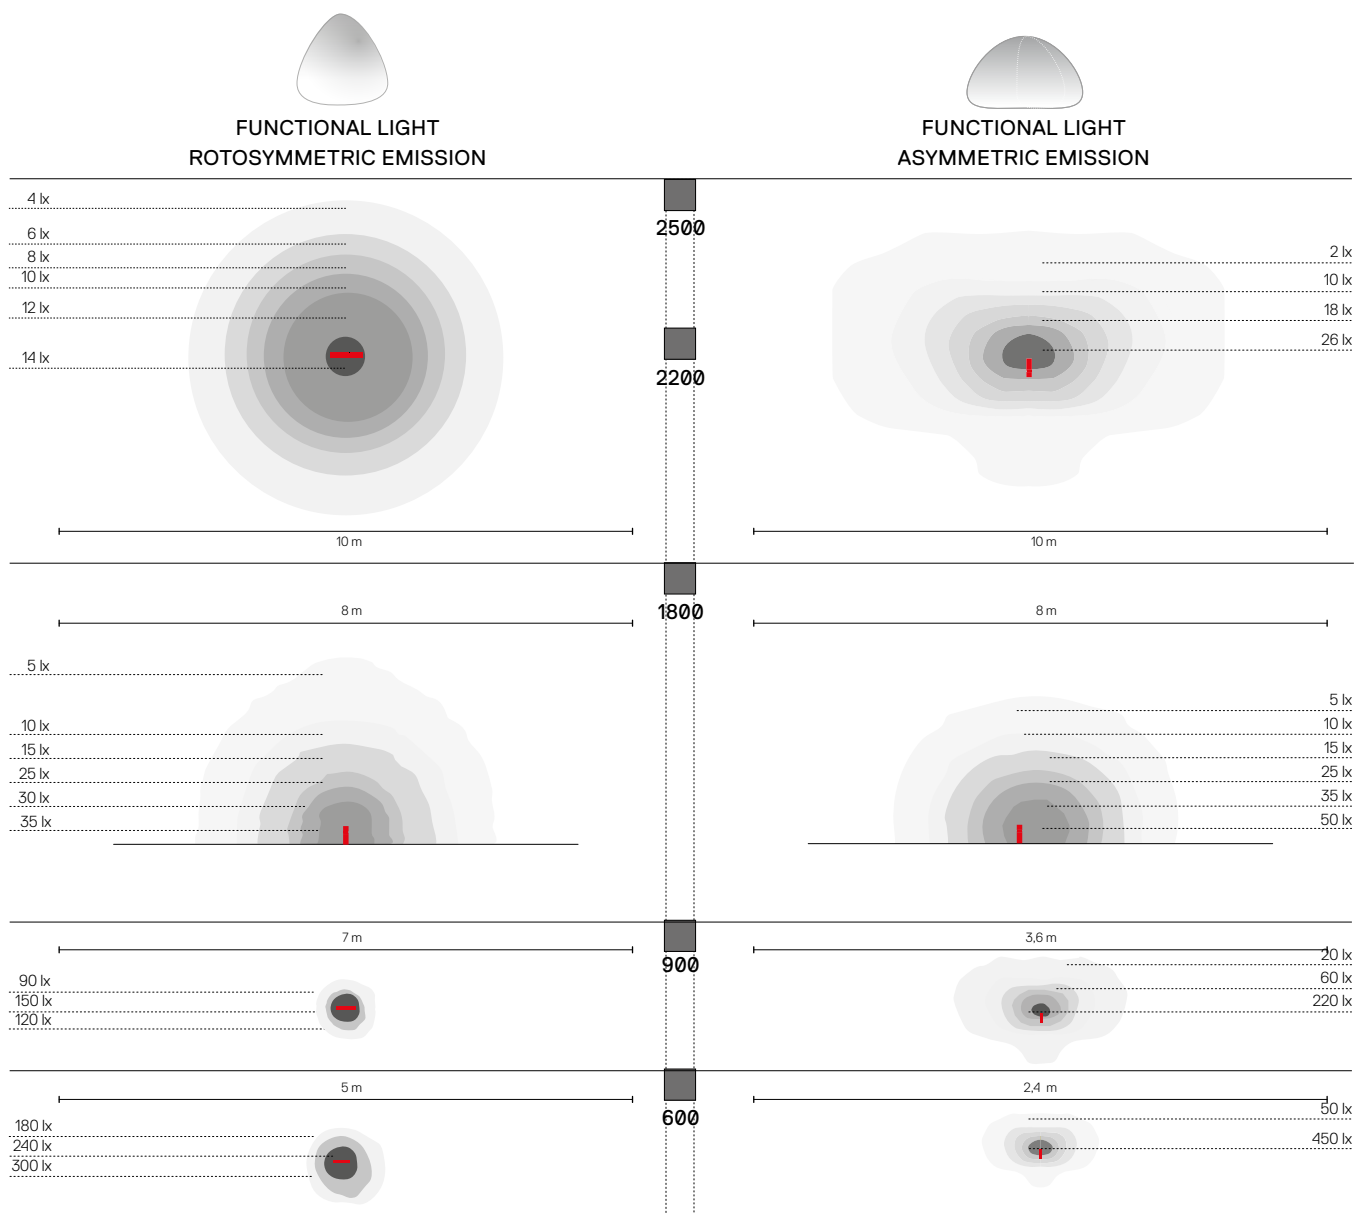 FUNCTIONAL LIGHT
ROTOSYMMETRIC EMISSION
FUNCTIONAL LIGHT
ASYMMETRIC EMISSION
4 lx
6 lx
8 lx
10 lx
12 lx
14 lx
10 m
2500
2200
2 lx
10 lx
18 lx
26 lx
10 m
8 m
5 lx
10 lx
15 lx
25 lx
30 lx
35 lx
1800
8 m
5 lx
10 lx
15 lx
25 lx
35 lx
50 lx
7 m
90 lx
150 lx
120 lx
900
3,6 m
20 lx
60 lx
220 lx
5 m
180 lx
240 lx
300 lx
600
2,4 m
50 lx
450 lx